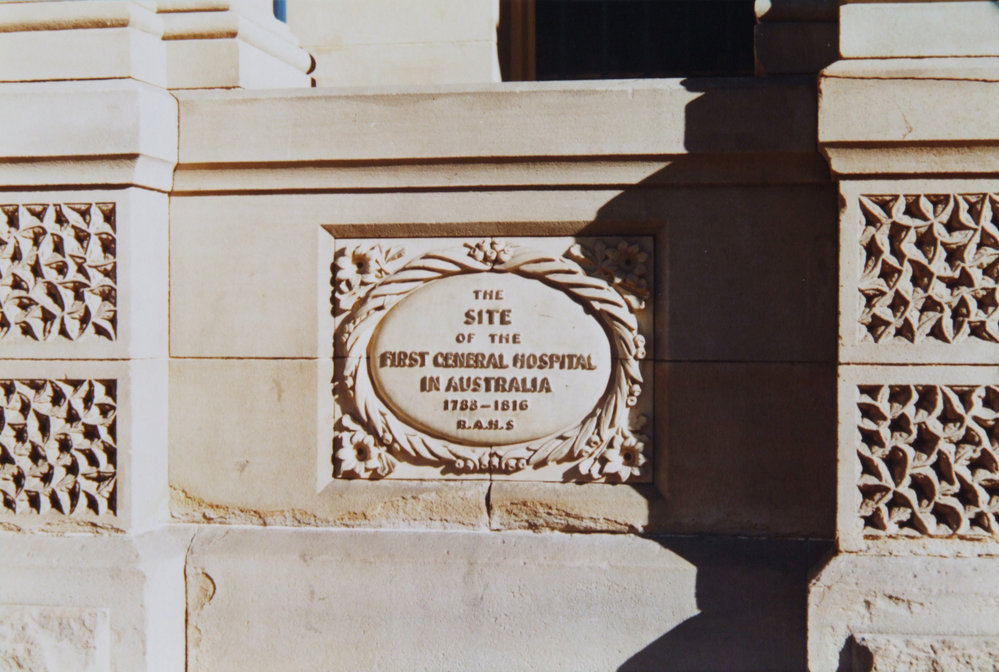 THE
SITE
OF THE
FIRST GENERAL HOSPITAL
IN AUSTRALIA
1788-1816
R.A.H.S